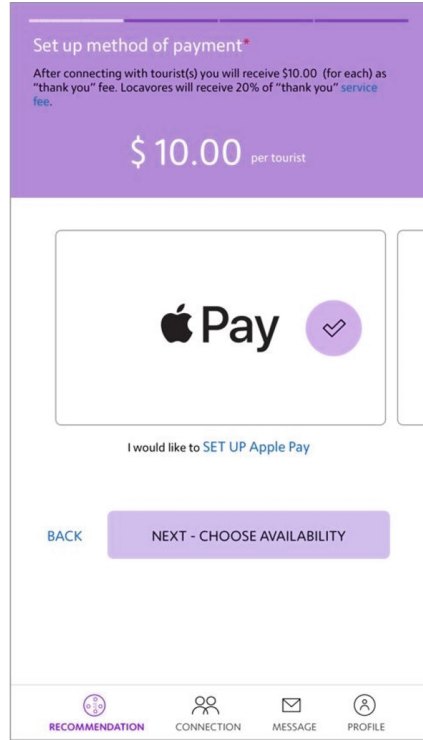 Set up method of payment*
After connecting with tourist(s) you will receive $10.00 (for each) as
"thank you" fee. Locavores will receive 20% of "thank you" service
fee.
$ 10.00 per tourist
Pay
I would like to SET UP Apple Pay
BACK
NEXT - CHOOSE AVAILABILITY
RECOMMENDATION
CONNECTION
MESSAGE
PROFILE